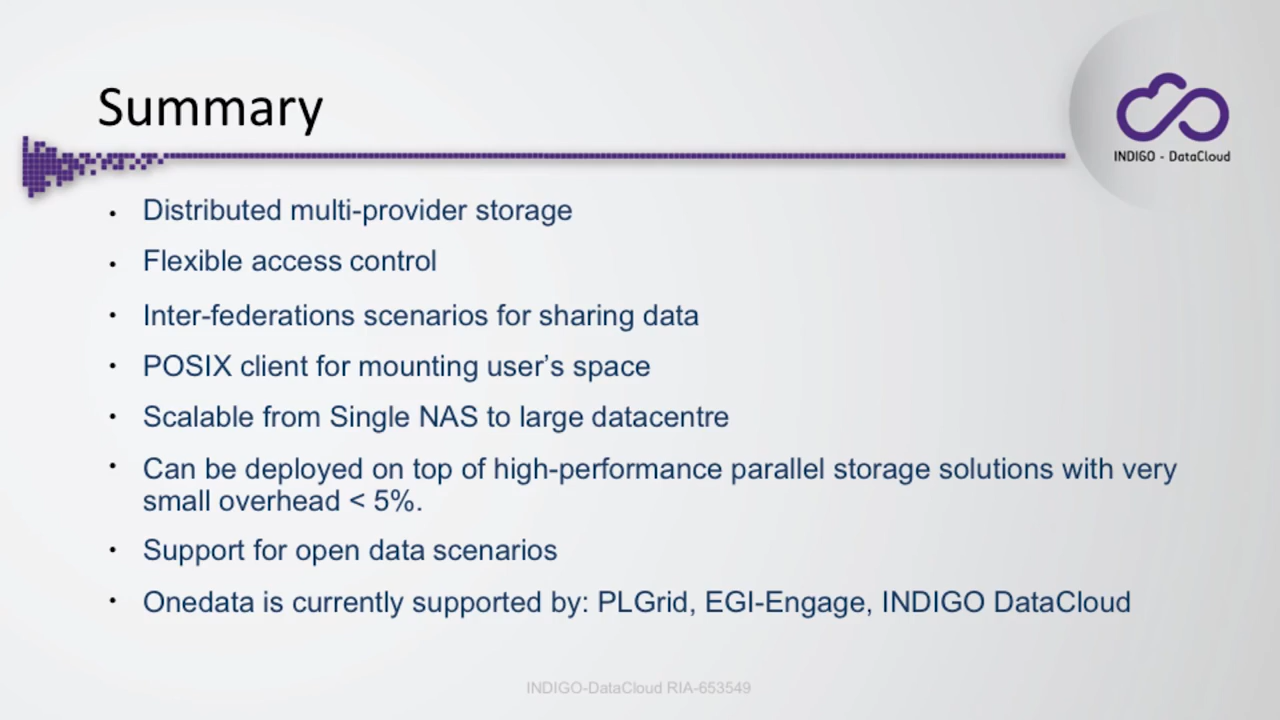 Summary
INDIGO - DataCloud
• Distributed multi-provider storage
• Flexible access control
• Inter-federations scenarios for sharing data
• POSIX client for mounting user’s space
• Scalable from Single NAS to large datacentre
• Can be deployed on top of high-performance parallel storage solutions with very
small overhead < 5%.
• Support for open data scenarios
• Onedata is currently supported by: PLGrid, EGI-Engage, INDIGO DataCloud
INDIGO-DataCloud RIA-653549